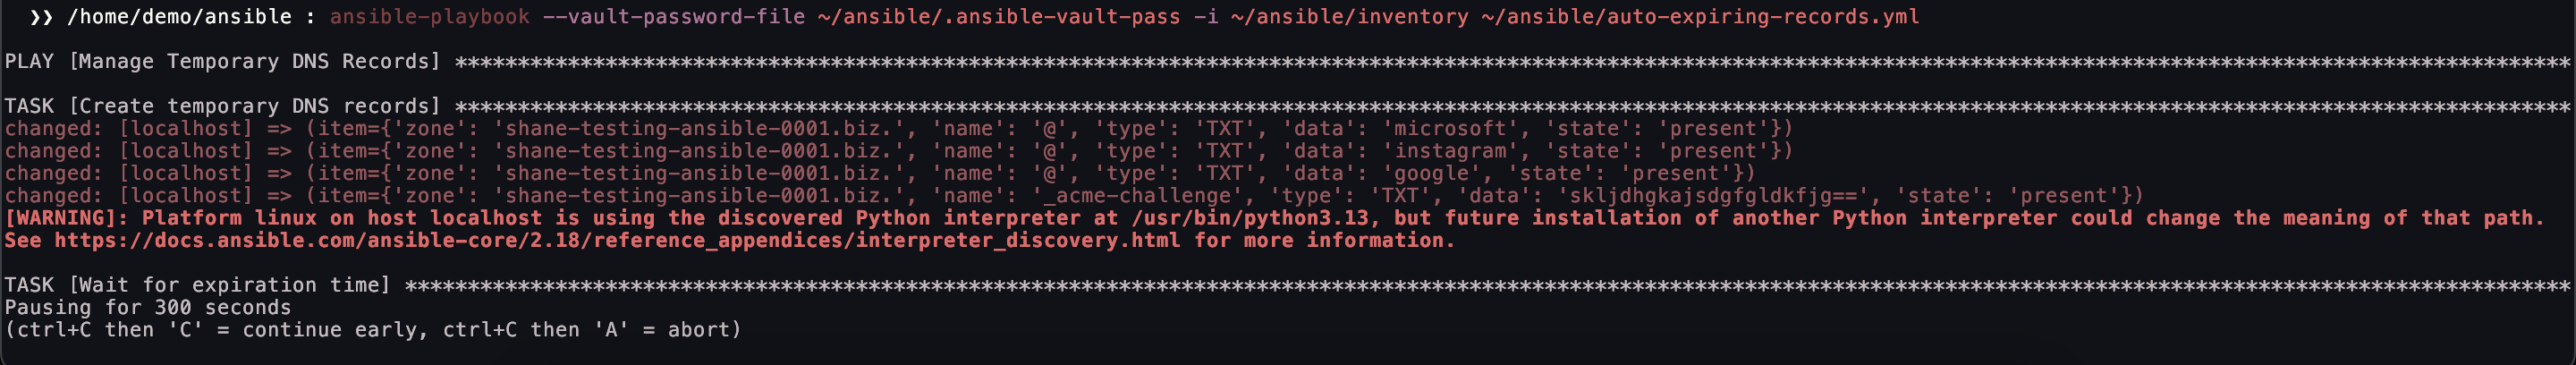 ❯❯ /home/demo/ansible : ansible-playbook --vault-password-file ~/ansible/.ansible-vault-pass -i ~/ansible/inventory ~/ansible/auto-expiring-records.yml
PLAY [Manage Temporary DNS Records] *************************************************************************************************************************************************************************
TASK [Create temporary DNS records] *************************************************************************************************************************************************************************
changed: [localhost] => (item={'zone': 'shane-testing-ansible-0001.biz.', 'name': '@', 'type': 'TXT', 'data': 'microsoft', 'state': 'present'})
changed: [localhost] => (item={'zone': 'shane-testing-ansible-0001.biz.', 'name': '@', 'type': 'TXT', 'data': 'instagram', 'state': 'present'})
changed: [localhost] => (item={'zone': 'shane-testing-ansible-0001.biz.', 'name': '@', 'type': 'TXT', 'data': 'google', 'state': 'present'})
changed: [localhost] => (item={'zone': 'shane-testing-ansible-0001.biz.', 'name': '_acme-challenge', 'type': 'TXT', 'data': 'skljdhgkajsdgfgldkfjg==', 'state': 'present'})
[WARNING]: Platform linux on host localhost is using the discovered Python interpreter at /usr/bin/python3.13, but future installation of another Python interpreter could change the meaning of that path.
See https://docs.ansible.com/ansible-core/2.18/reference_appendices/interpreter_discovery.html for more information.
TASK [Wait for expiration time] *****************************************************************************************************************************************************************************
Pausing for 300 seconds
(ctrl+C then 'C' = continue early, ctrl+C then 'A' = abort)